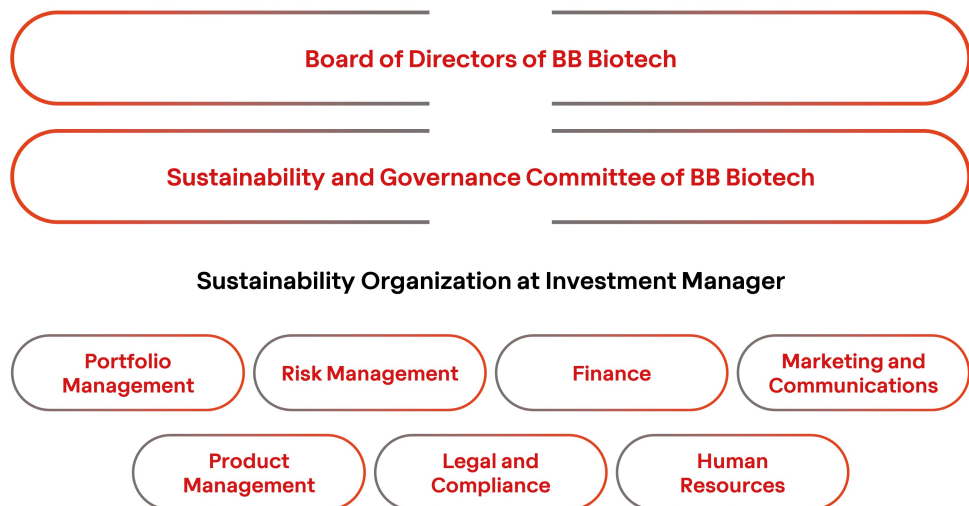 Board of Directors of BB Biotech
Sustainability and Governance Committee of BB Biotech
Sustainability Organization at Investment Manager
Portfolio
Management
Risk Management
Finance
Marketing and
Communications
Product
Management
Legal and
Compliance
Human
Resources